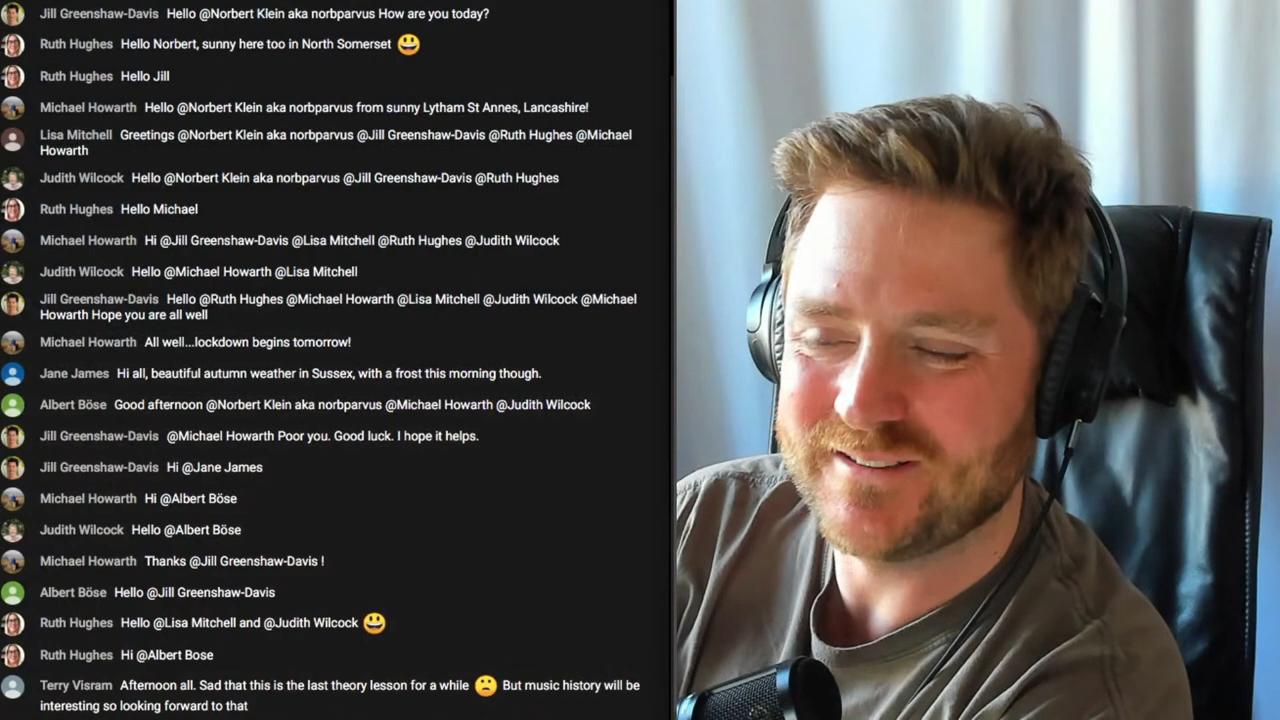 Jill Greenshaw-Davis Hello @Norbert Klein aka norbparvus How are you today?
Ruth Hughes Hello Norbert, sunny here too in North Somerset 😃
Ruth Hughes Hello Jill
Michael Howarth Hello @Norbert Klein aka norbparvus from sunny Lytham St Annes, Lancashire!
Lisa Mitchell Greetings @Norbert Klein aka norbparvus @Jill Greenshaw-Davis @Ruth Hughes @Michael
Howarth
Judith Wilcock Hello @Norbert Klein aka norbparvus @Jill Greenshaw-Davis @Ruth Hughes
Ruth Hughes Hello Michael
Michael Howarth Hi @Jill Greenshaw-Davis @Lisa Mitchell @Ruth Hughes @Judith Wilcock
Judith Wilcock Hello @Michael Howarth @Lisa Mitchell
Jill Greenshaw-Davis Hello @Ruth Hughes @Michael Howarth @Lisa Mitchell @Judith Wilcock @Michael
Howarth Hope you are all well
Michael Howarth All well...lockdown begins tomorrow!
Jane James Hi all, beautiful autumn weather in Sussex, with a frost this morning though.
Albert Böse Good afternoon @Norbert Klein aka norbparvus @Michael Howarth @Judith Wilcock
Jill Greenshaw-Davis @Michael Howarth Poor you. Good luck. I hope it helps.
Jill Greenshaw-Davis Hi @Jane James
Michael Howarth Hi @Albert Böse
Judith Wilcock Hello @Albert Böse
Michael Howarth Thanks @Jill Greenshaw-Davis !
Albert Böse Hello @Jill Greenshaw-Davis
Ruth Hughes Hello @Lisa Mitchell and @Judith Wilcock 😃
Ruth Hughes Hi @Albert Bose
Terry Visram Afternoon all. Sad that this is the last theory lesson for a while 🙁 But music history will be
interesting so looking forward to that